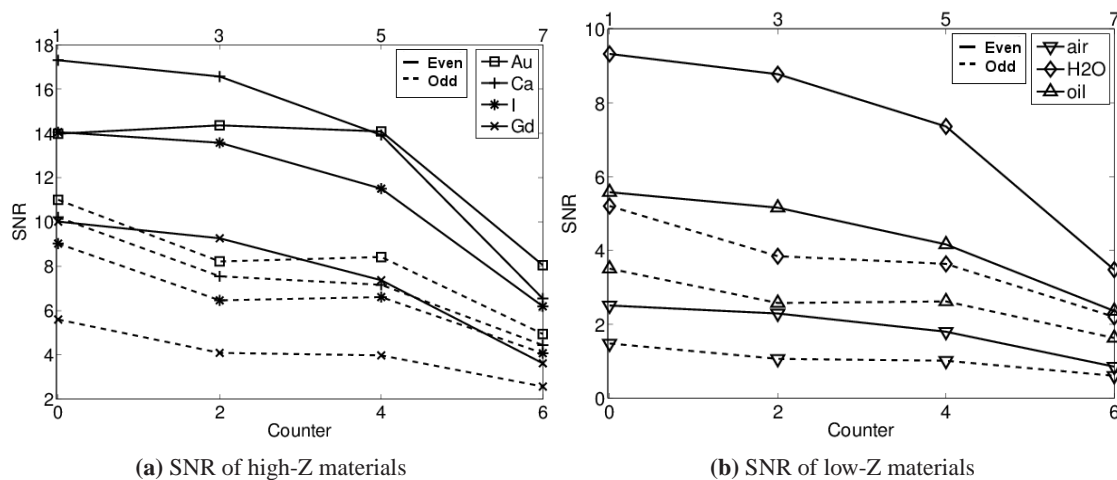 1 3 5 7
18
16
14
12
10
8
6
4
2
SNR
Even
Odd
Au
Ca
I
Gd
0 2 4 6
Counter
(a) SNR of high-Z materials
1 3 5 7
10
8
6
4
2
0
SNR
Even
Odd
air
H2O
oil
0 2 4 6
Counter
(b) SNR of low-Z materials